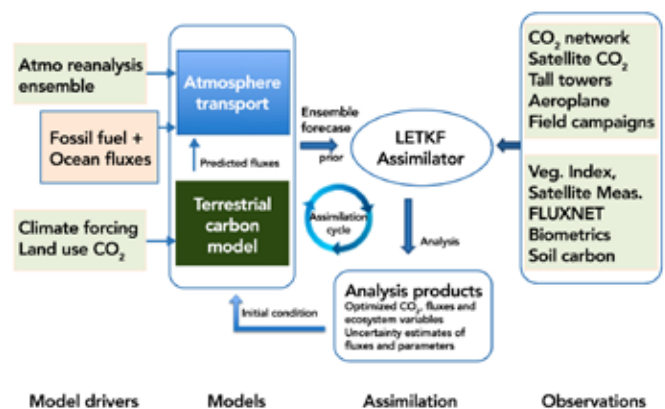 Atmo reanalysis
ensemble
Fossil fuel +
Ocean fluxes
Climate forcing
Land use CO₂
Atmosphere
transport
Predicted fluxes
Terrestrial
carbon
model
Ensemble
forecase
prior
LETKF
Assimilator
Assimilation
cycle
Analysis
Initial condition
Analysis products
Optimized CO₂, fluxes and
ecosystem variables
Uncertainty estimates of
fluxes and parameters
CO₂ network
Satellite CO₂
Tall towers
Aeroplane
Field campaigns
Veg. Index,
Satellite Meas.
FLUXNET
Biometrics
Soil carbon
Model drivers
Models
Assimilation
Observations